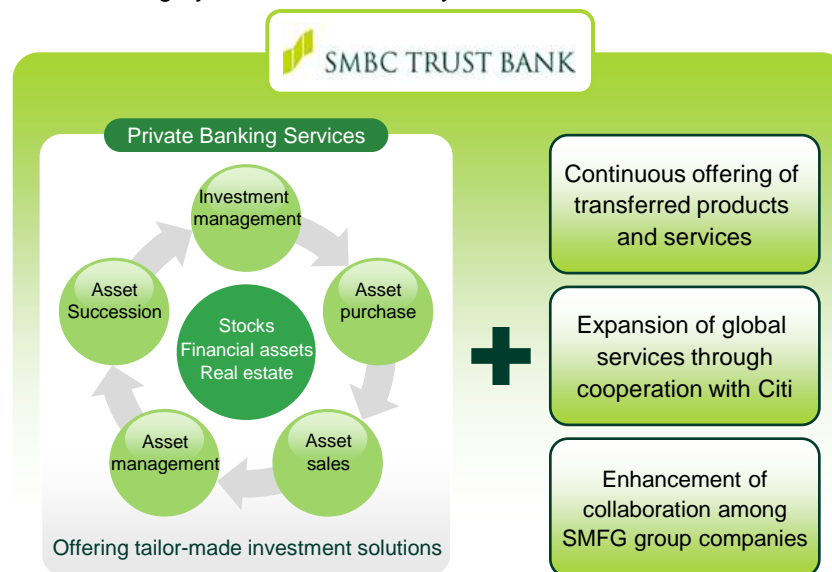 SMBC TRUST BANK
Private Banking Services
Investment
management
Asset
purchase
Asset
sales
Asset
management
Asset
Succession
Stocks
Financial assets
Real estate
Offering tailor-made investment solutions
Continuous offering of
transferred products
and services
Expansion of global
services through
cooperation with Citi
Enhancement of
collaboration among
SMFG group companies